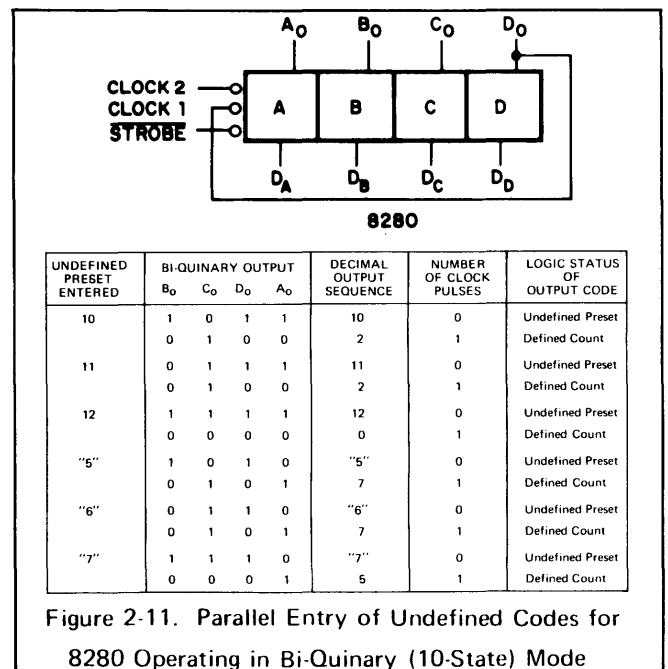 A0 B0 C0 D0
CLOCK 2
CLOCK 1
STROBE
A B C D
DA DB DC DD
8280
UNDEFINED PRESET ENTERED BI-QUINARY OUTPUT DECIMAL OUTPUT SEQUENCE NUMBER OF CLOCK PULSES LOGIC STATUS OF OUTPUT CODE
B0 C0 D0 A0
10 1 0 1 1 10 0 Undefined Preset
0 1 0 0 2 1 Defined Count
11 0 1 1 1 11 0 Undefined Preset
0 1 0 0 2 1 Defined Count
12 1 1 1 1 12 0 Undefined Preset
0 0 0 0 0 1 Defined Count
"5" 1 0 1 0 "5" 0 Undefined Preset
0 1 0 1 7 1 Defined Count
"6" 0 1 1 0 "6" 0 Undefined Preset
0 1 0 1 7 1 Defined Count
"7" 1 1 1 0 "7" 0 Undefined Preset
0 0 0 1 5 1 Defined Count
Figure 2-11. Parallel Entry of Undefined Codes for
8280 Operating in Bi-Quinary (10-State) Mode